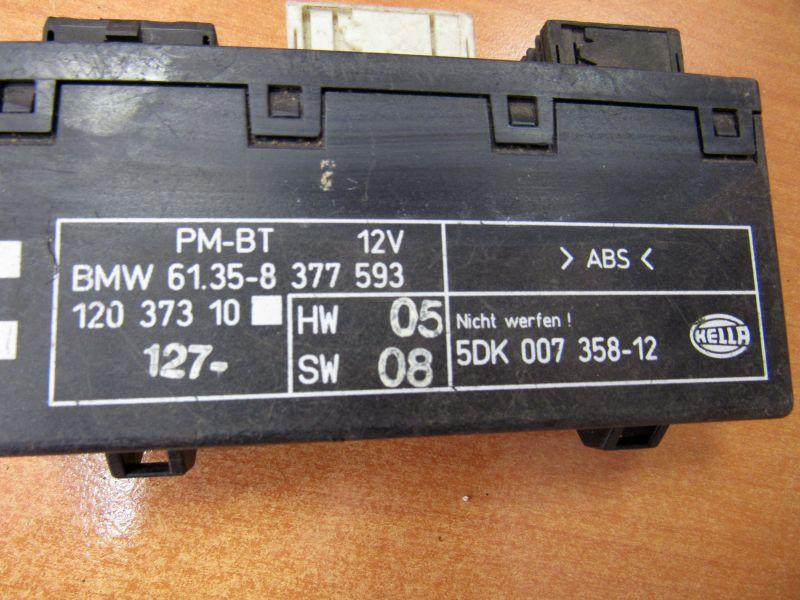 PM-BT 12V
BMW 61.35-8 377 593
120 373 10
127-
HW 05
SW 08
> ABS <
Nicht werfen !
5DK 007 358-12
HELLA